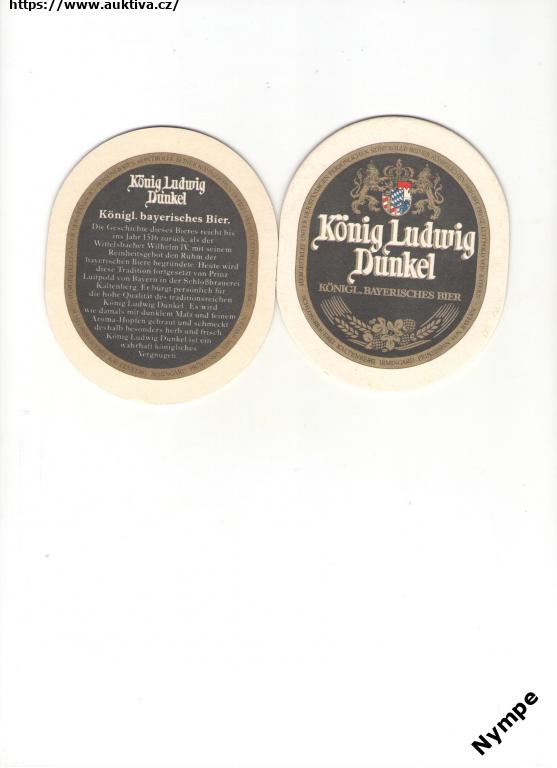 https://www.auktiva.cz/
König Ludwig
Dunkel
Königl. bayerisches Bier.
Die Geschichte dieses Bieres reicht bis
ins Jahr 1516 zurück, als der
Wittelsbacher Wilhelm IV. mit seinem
Reinheitsgebot den Ruhm der
bayerischen Biere begründete. Heute wird
diese Tradition fortgesetzt von Prinz
Luitpold von Bayern in der Schloßbrauerei
Kaltenberg. Er bürgt persönlich für
die hohe Qualität des traditionsreichen
König Ludwig Dunkel. Es wird
wie damals mit dunklem Malz und feinem
Aroma-Hopfen gebraut und schmeckt
deshalb besonders herb und frisch.
König Ludwig Dunkel ist ein
wahrhaft königliches
Vergnügen.
König Ludwig
Dunkel
KÖNIGL. BAYERISCHES BIER
Nympe